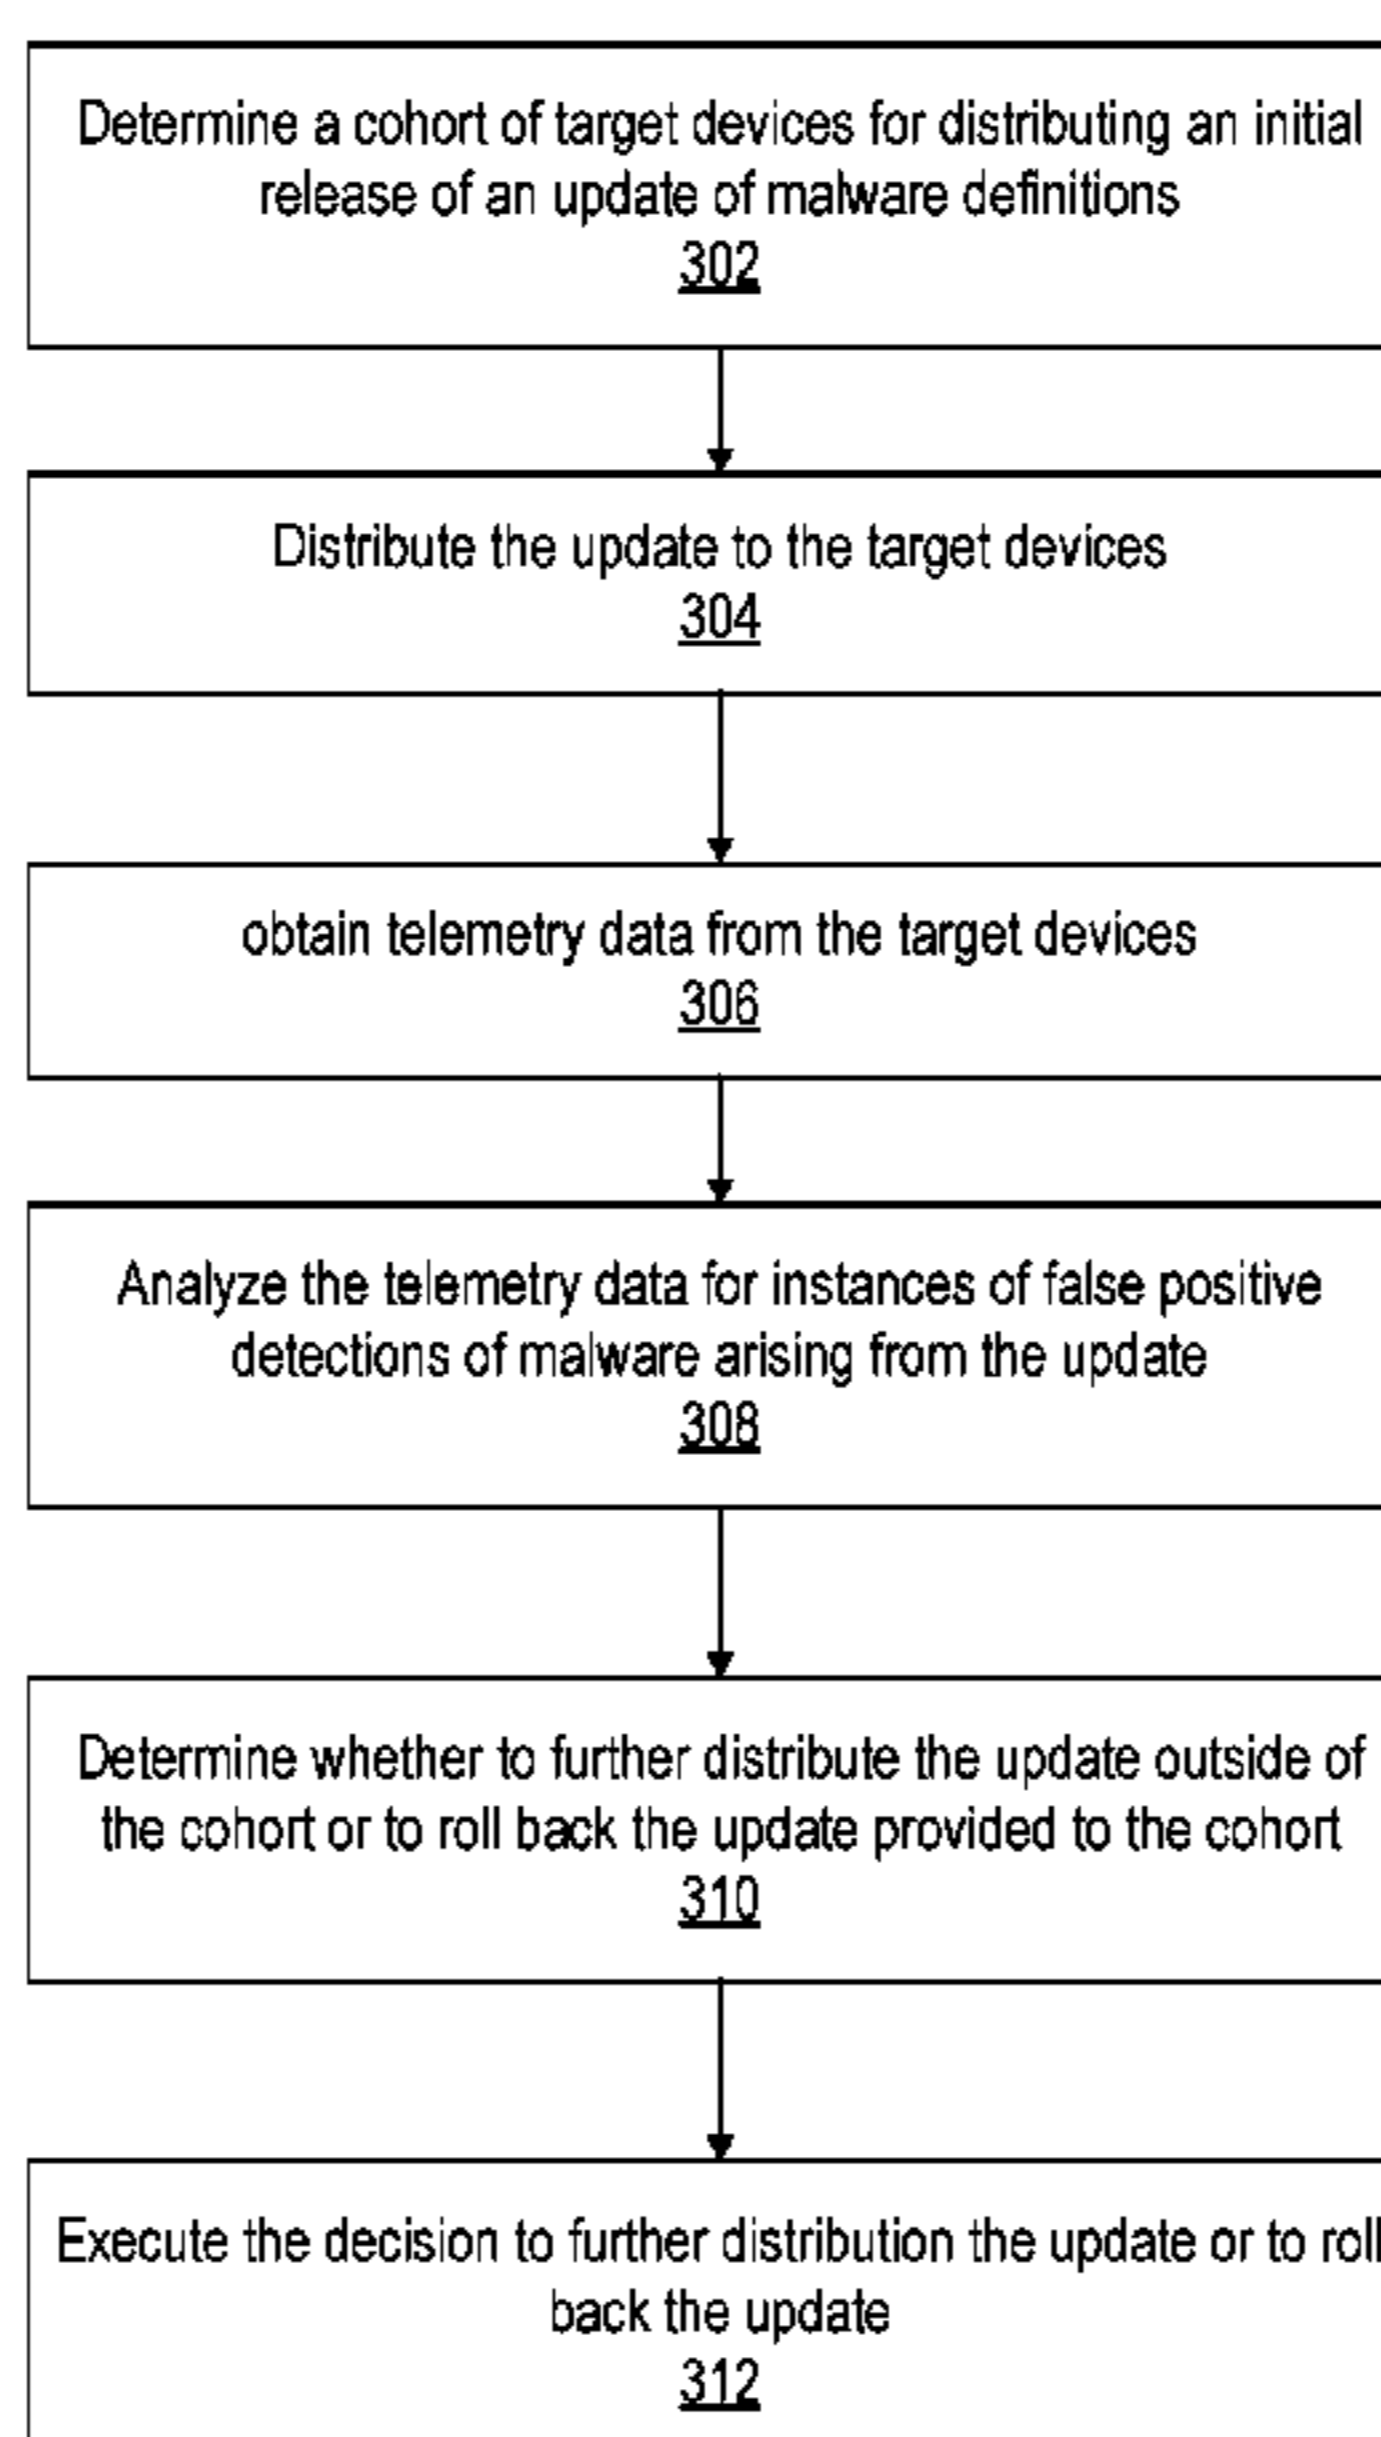 Determine a cohort of target devices for distributing an initial
release of an update of malware definitions
302
Distribute the update to the target devices
304
obtain telemetry data from the target devices
306
Analyze the telemetry data for instances of false positive
detections of malware arising from the update
308
Determine whether to further distribute the update outside of
the cohort or to roll back the update provided to the cohort
310
Execute the decision to further distribution the update or to roll
back the update
312